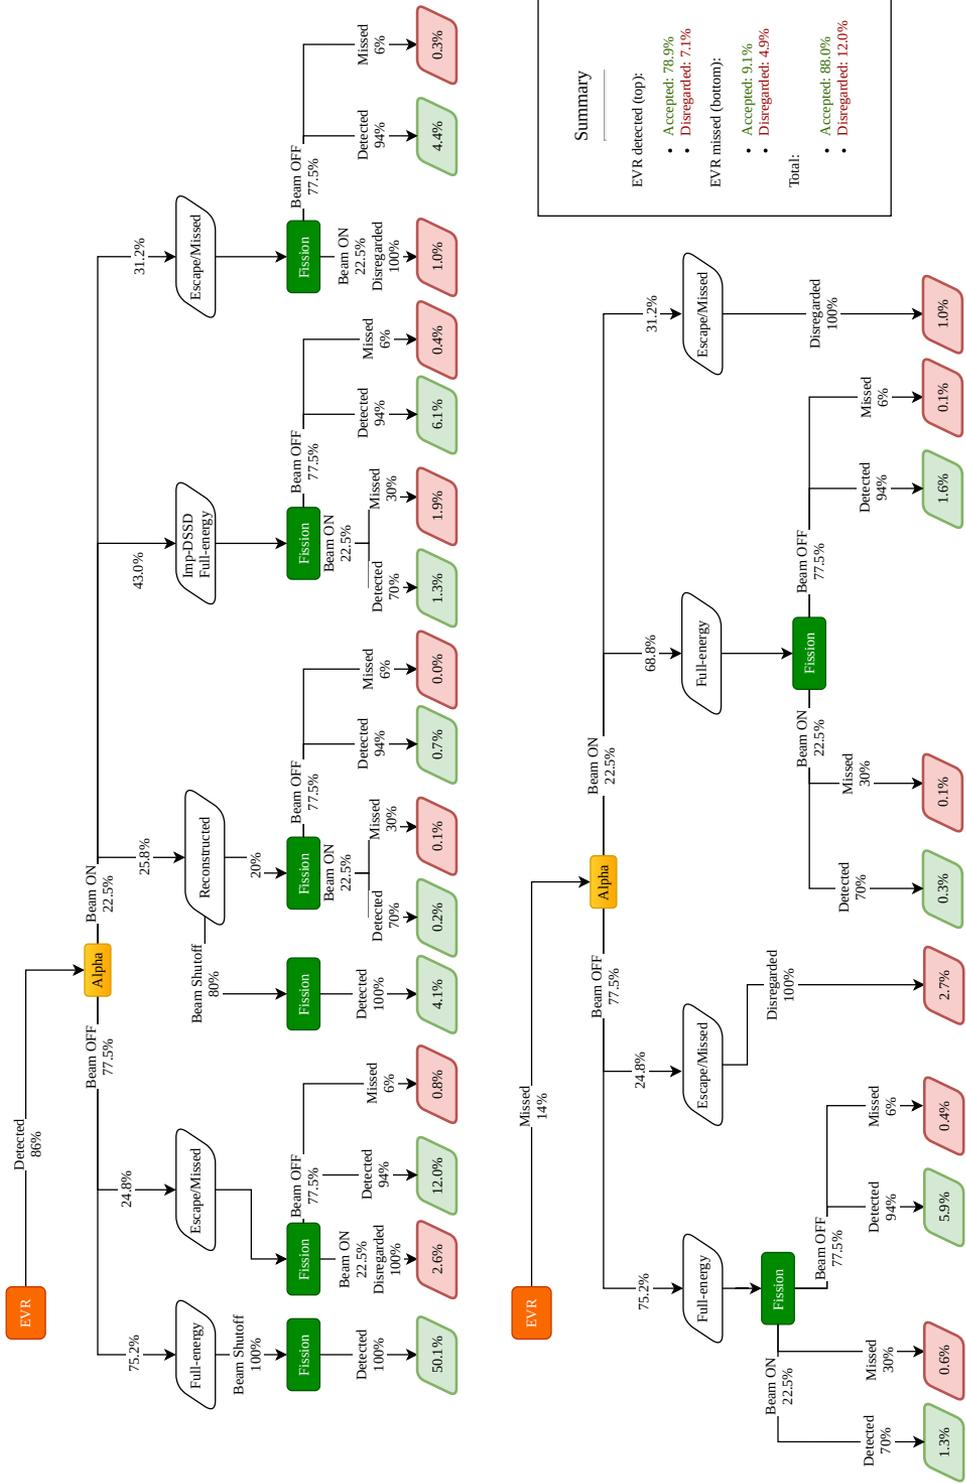 EVR
Detected
86%
Alpha
Beam OFF
77.5%
Beam ON
22.5%
75.2%
24.8%
25.8%
43.0%
31.2%
Full-energy
Escape/Missed
Reconstructed
Imp-DSSD
Full-energy
Escape/Missed
Beam Shutoff
100%
Beam Shutoff
80%
20%
Fission
Fission
Beam OFF
77.5%
Fission
Fission
Beam OFF
77.5%
Fission
Beam OFF
77.5%
Fission
Beam OFF
77.5%
Detected
100%
Beam ON
22.5%
Disregarded
100%
Detected
94%
Missed
6%
Detected
100%
Beam ON
22.5%
Detected
70%
Missed
30%
Detected
94%
Missed
6%
Beam ON
22.5%
Detected
70%
Missed
30%
Detected
94%
Missed
6%
Beam ON
22.5%
Disregarded
100%
Detected
94%
Missed
6%
50.1%
2.6%
12.0%
0.8%
4.1%
0.2%
0.1%
0.7%
0.0%
1.3%
1.9%
6.1%
0.4%
1.0%
4.4%
0.3%
EVR
Missed
14%
Alpha
Beam OFF
77.5%
Beam ON
22.5%
75.2%
24.8%
68.8%
31.2%
Full-energy
Escape/Missed
Full-energy
Escape/Missed
Fission
Beam ON
22.5%
Beam OFF
77.5%
Disregarded
100%
Fission
Beam ON
22.5%
Beam OFF
77.5%
Disregarded
100%
Detected
70%
Missed
30%
Detected
94%
Missed
6%
Detected
70%
Missed
30%
Detected
94%
Missed
6%
1.3%
0.6%
5.9%
0.4%
2.7%
0.3%
0.1%
1.6%
0.1%
1.0%
Summary
EVR detected (top):
• Accepted: 78.9%
• Disregarded: 7.1%
EVR missed (bottom):
• Accepted: 9.1%
• Disregarded: 4.9%
Total:
• Accepted: 88.0%
• Disregarded: 12.0%